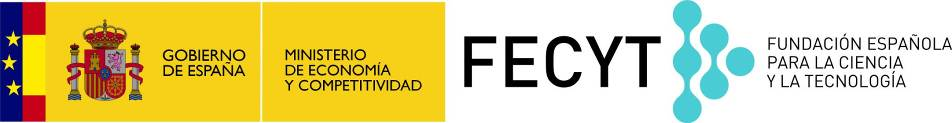 GOBIERNO
DE ESPAÑA
MINISTERIO
DE ECONOMÍA
Y COMPETITIVIDAD
FECYT
FUNDACIÓN ESPAÑOLA
PARA LA CIENCIA
Y LA TECNOLOGÍA